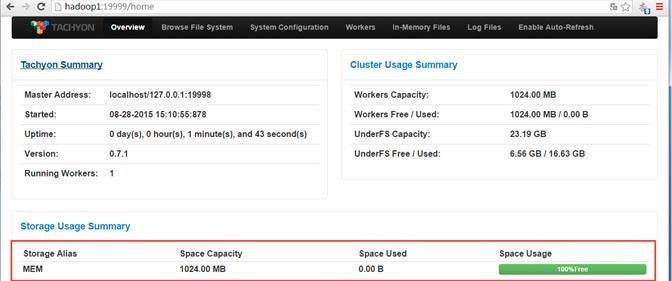 hadoop1:19999/home
TACHYON Overview Browse File System System Configuration Workers In-Memory Files Log Files Enable Auto-Refresh
Tachyon Summary
Master Address: localhost/127.0.0.1:19998
Started: 08-28-2015 15:10:55:878
Uptime: 0 day(s), 0 hour(s), 1 minute(s), and 43 second(s)
Version: 0.7.1
Running Workers: 1
Cluster Usage Summary
Workers Capacity: 1024.00 MB
Workers Free / Used: 1024.00 MB / 0.00 B
UnderFS Capacity: 23.19 GB
UnderFS Free / Used: 6.56 GB / 16.63 GB
Storage Usage Summary
Storage Alias Space Capacity Space Used Space Usage
MEM 1024.00 MB 0.00 B 100%Free